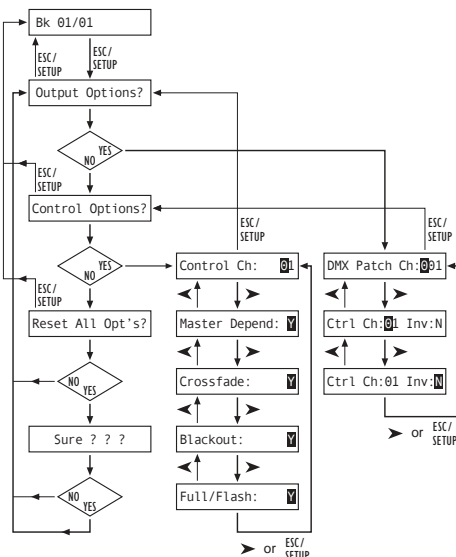 Bk 01/01
ESC/
SETUP
ESC/
SETUP
Output Options?
YES
NO
ESC/
SETUP
Control Options?
YES
NO
ESC/
SETUP
Reset All Opt's?
NO
YES
Sure ? ? ?
NO
YES
ESC/
SETUP
Control Ch: 01
Master Depend: Y
Crossfade: Y
Blackout: Y
Full/Flash: Y
or ESC/
SETUP
ESC/
SETUP
DMX Patch Ch:001
Ctrl Ch:01 Inv:N
Ctrl Ch:01 Inv:N
or ESC/
SETUP